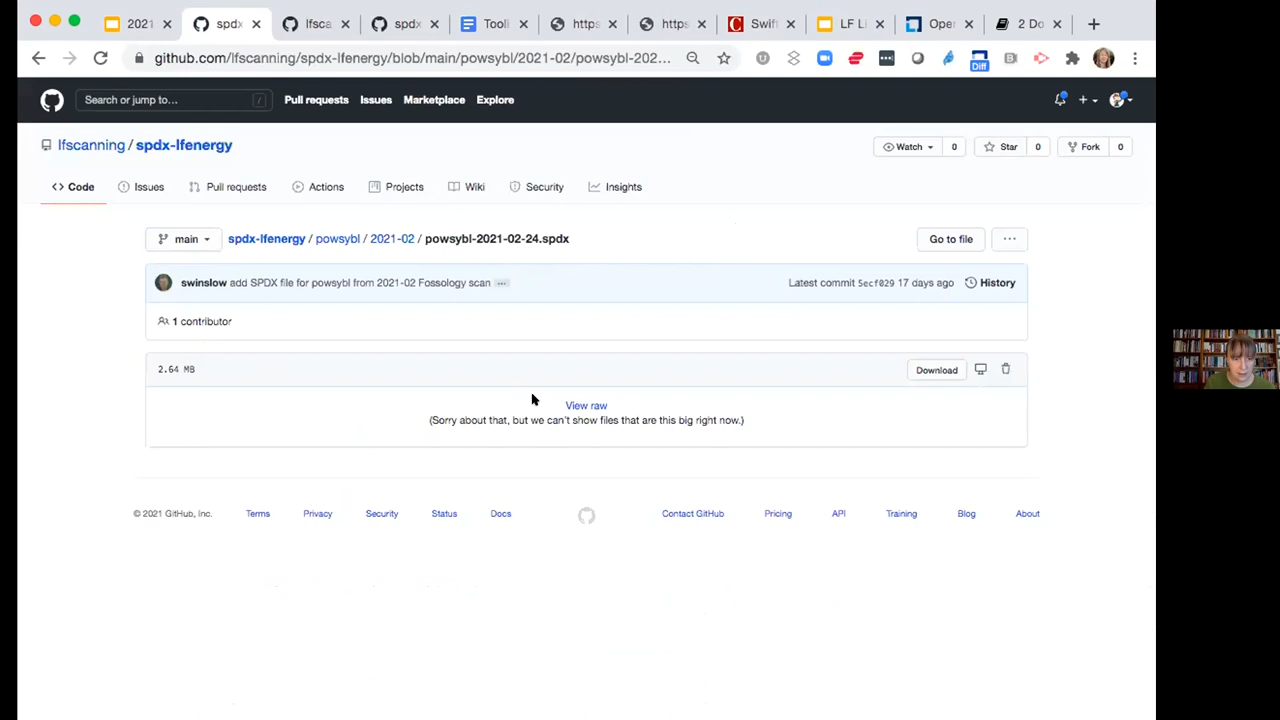 2021
spdx
lfsca
spdx
Tooli
https
https
Swift
LF LI
Open
2 Do
github.com/lfscanning/spdx-lfenergy/blob/main/powsybl/2021-02/powsybl-202...
Diff
Search or jump to...
/
Pull requests
Issues
Marketplace
Explore
lfscanning / spdx-lfenergy
Watch
0
Star
0
Fork
0
<> Code
Issues
Pull requests
Actions
Projects
Wiki
Security
Insights
main
spdx-lfenergy / powsybl / 2021-02 / powsybl-2021-02-24.spdx
Go to file
...
swinslow add SPDX file for powsybl from 2021-02 Fossology scan ...
Latest commit 5ecf029 17 days ago
History
1 contributor
2.64 MB
Download
View raw
(Sorry about that, but we can't show files that are this big right now.)
© 2021 GitHub, Inc.
Terms
Privacy
Security
Status
Docs
Contact GitHub
Pricing
API
Training
Blog
About